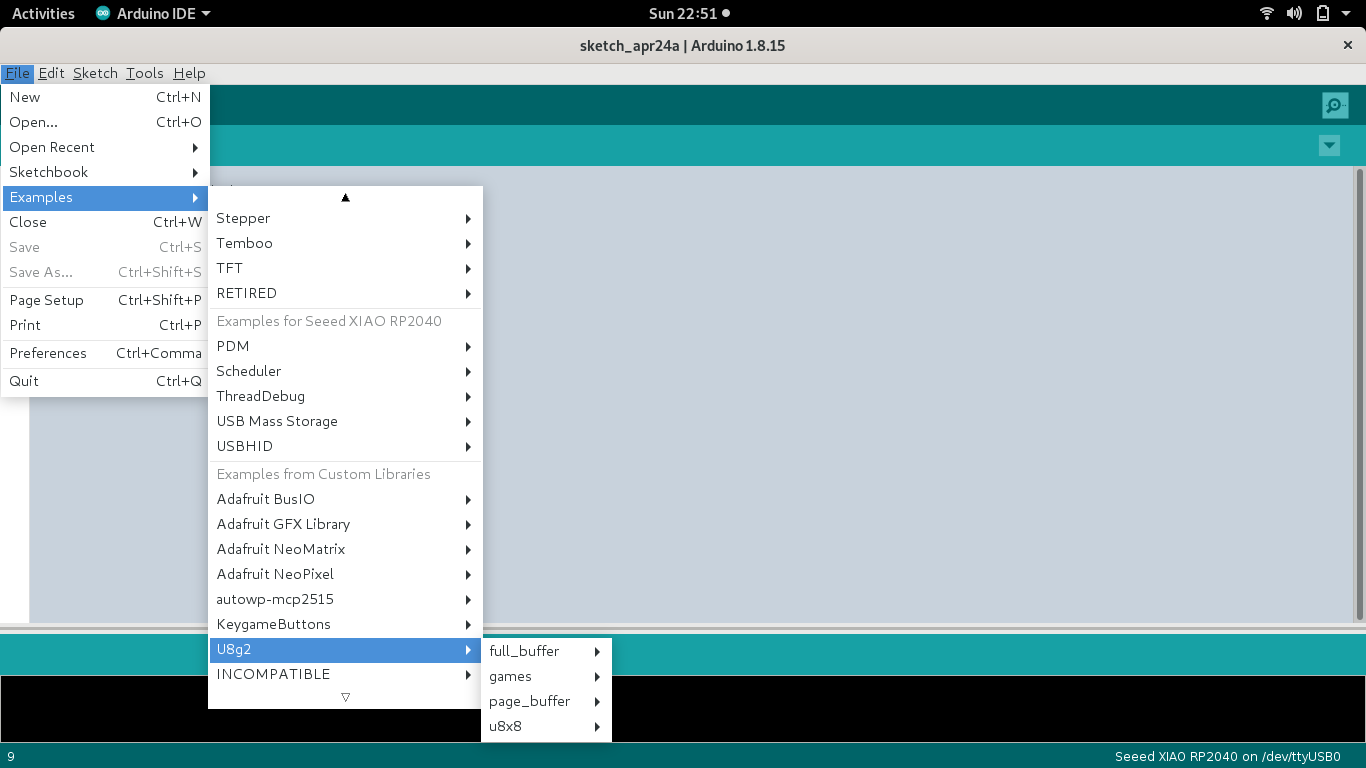 Activities Arduino IDE Sun 22:51
sketch_apr24a | Arduino 1.8.15
File Edit Sketch Tools Help
New Ctrl+N
Open... Ctrl+O
Open Recent
Sketchbook
Examples
Close Ctrl+W
Save Ctrl+S
Save As... Ctrl+Shift+S
Page Setup Ctrl+Shift+P
Print Ctrl+P
Preferences Ctrl+Comma
Quit Ctrl+Q
Stepper
Temboo
TFT
RETIRED
Examples for Seeed XIAO RP2040
PDM
Scheduler
ThreadDebug
USB Mass Storage
USBHID
Examples from Custom Libraries
Adafruit BusIO
Adafruit GFX Library
Adafruit NeoMatrix
Adafruit NeoPixel
autowp-mcp2515
KeygameButtons
U8g2
INCOMPATIBLE
full_buffer
games
page_buffer
u8x8
9 Seeed XIAO RP2040 on /dev/ttyUSB0